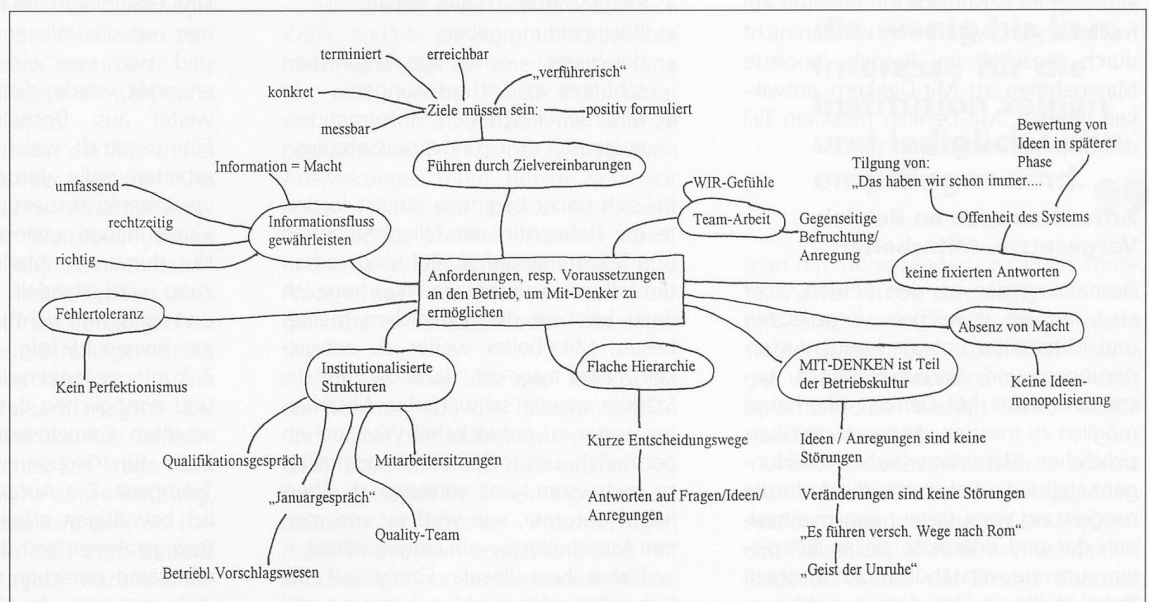 terminiert
erreichbar
„verführerisch“
konkret
Ziele müssen sein:
positiv formuliert
messbar
Führen durch Zielvereinbarungen
Information = Macht
umfassend
rechtzeitig
richtig
Informationsfluss
gewährleisten
Fehlertoleranz
Kein Perfektionismus
Anforderungen, resp. Voraussetzungen
an den Betrieb, um Mit-Denker zu
ermöglichen
WIR-Gefühle
Team-Arbeit
Gegenseitige
Befruchtung/
Anregung
Tilgung von:
„Das haben wir schon immer....
Bewertung von
Ideen in späterer
Phase
Offenheit des Systems
keine fixierten Antworten
Absenz von Macht
Keine Ideen-
monopolisierung
Institutionalisierte
Strukturen
Qualifikationsgespräch
Mitarbeitersitzungen
„Januargespräch“
Quality-Team
Betriebl. Vorschlagswesen
Flache Hierarchie
Kurze Entscheidungswege
Antworten auf Fragen/Ideen/
Anregungen
MIT-DENKEN ist Teil
der Betriebskultur
Ideen / Anregungen sind keine
Störungen
Veränderungen sind keine Störungen
„Es führen versch. Wege nach Rom“
„Geist der Unruhe“